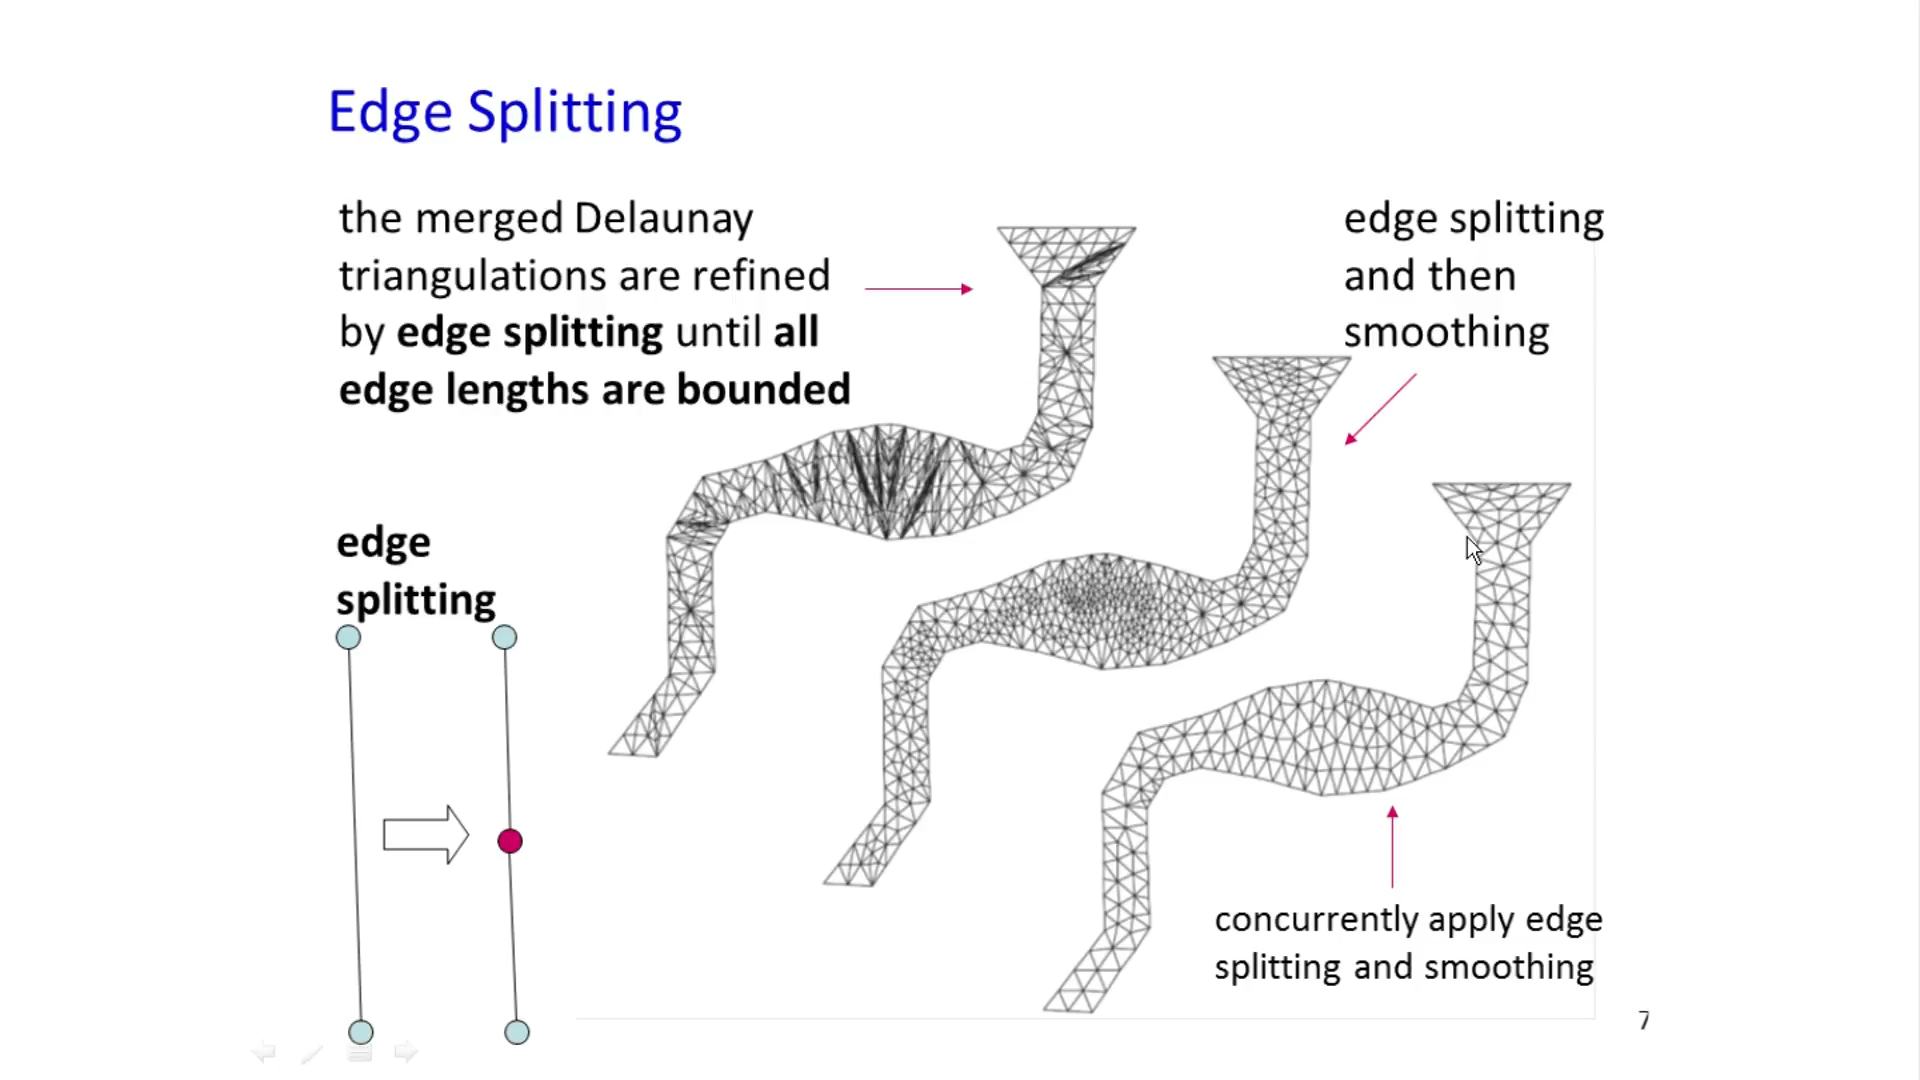 Edge Splitting
the merged Delaunay
triangulations are refined
by edge splitting until all
edge lengths are bounded
edge splitting
and then
smoothing
edge
splitting
concurrently apply edge
splitting and smoothing
7